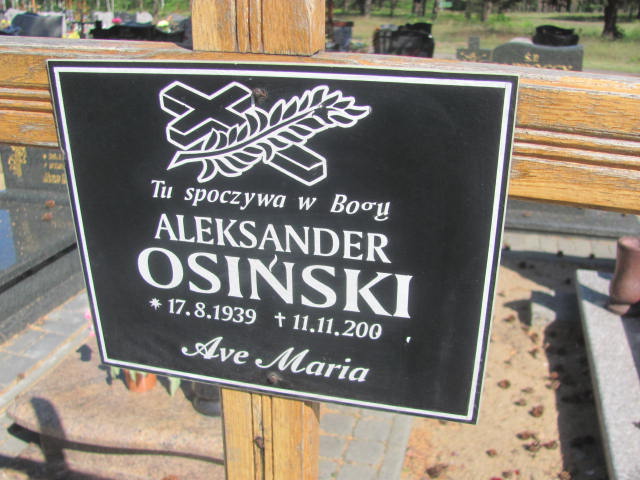 Tu spoczywa w Bogu
ALEKSANDER
OSIŃSKI
* 17.8.1939 † 11.11.200
Ave Maria